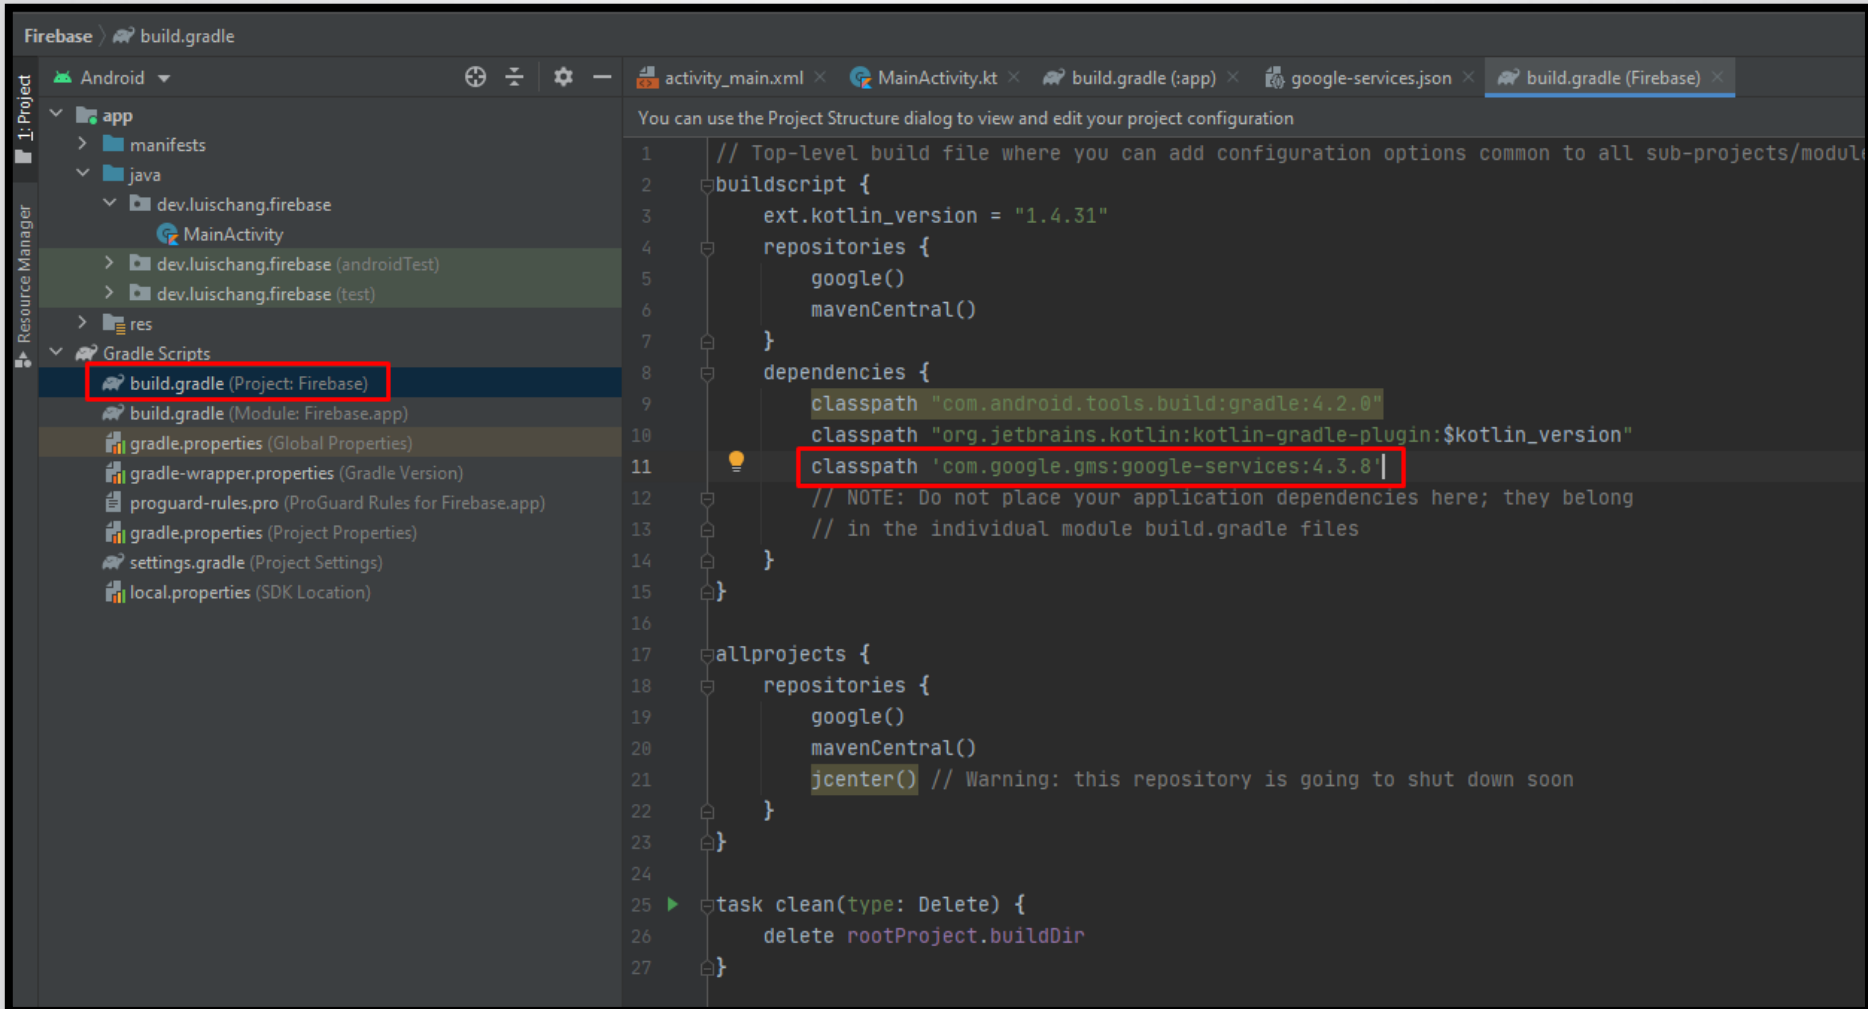 Firebase build.gradle
1: Project
Resource Manager
Android
app
manifests
java
dev.luischang.firebase
MainActivity
dev.luischang.firebase (androidTest)
dev.luischang.firebase (test)
res
Gradle Scripts
build.gradle (Project: Firebase)
build.gradle (Module: Firebase.app)
gradle.properties (Global Properties)
gradle-wrapper.properties (Gradle Version)
proguard-rules.pro (ProGuard Rules for Firebase.app)
gradle.properties (Project Properties)
settings.gradle (Project Settings)
local.properties (SDK Location)
activity_main.xml MainActivity.kt build.gradle (:app) google-services.json build.gradle (Firebase)
You can use the Project Structure dialog to view and edit your project configuration
1 // Top-level build file where you can add configuration options common to all sub-projects/modul
2 buildscript {
3 ext.kotlin_version = "1.4.31"
4 repositories {
5 google()
6 mavenCentral()
7 }
8 dependencies {
9 classpath "com.android.tools.build:gradle:4.2.0"
10 classpath "org.jetbrains.kotlin:kotlin-gradle-plugin:$kotlin_version"
11 classpath 'com.google.gms:google-services:4.3.8'
12 // NOTE: Do not place your application dependencies here; they belong
13 // in the individual module build.gradle files
14 }
15 }
16
17 allprojects {
18 repositories {
19 google()
20 mavenCentral()
21 jcenter() // Warning: this repository is going to shut down soon
22 }
23 }
24
25 task clean(type: Delete) {
26 delete rootProject.buildDir
27 }